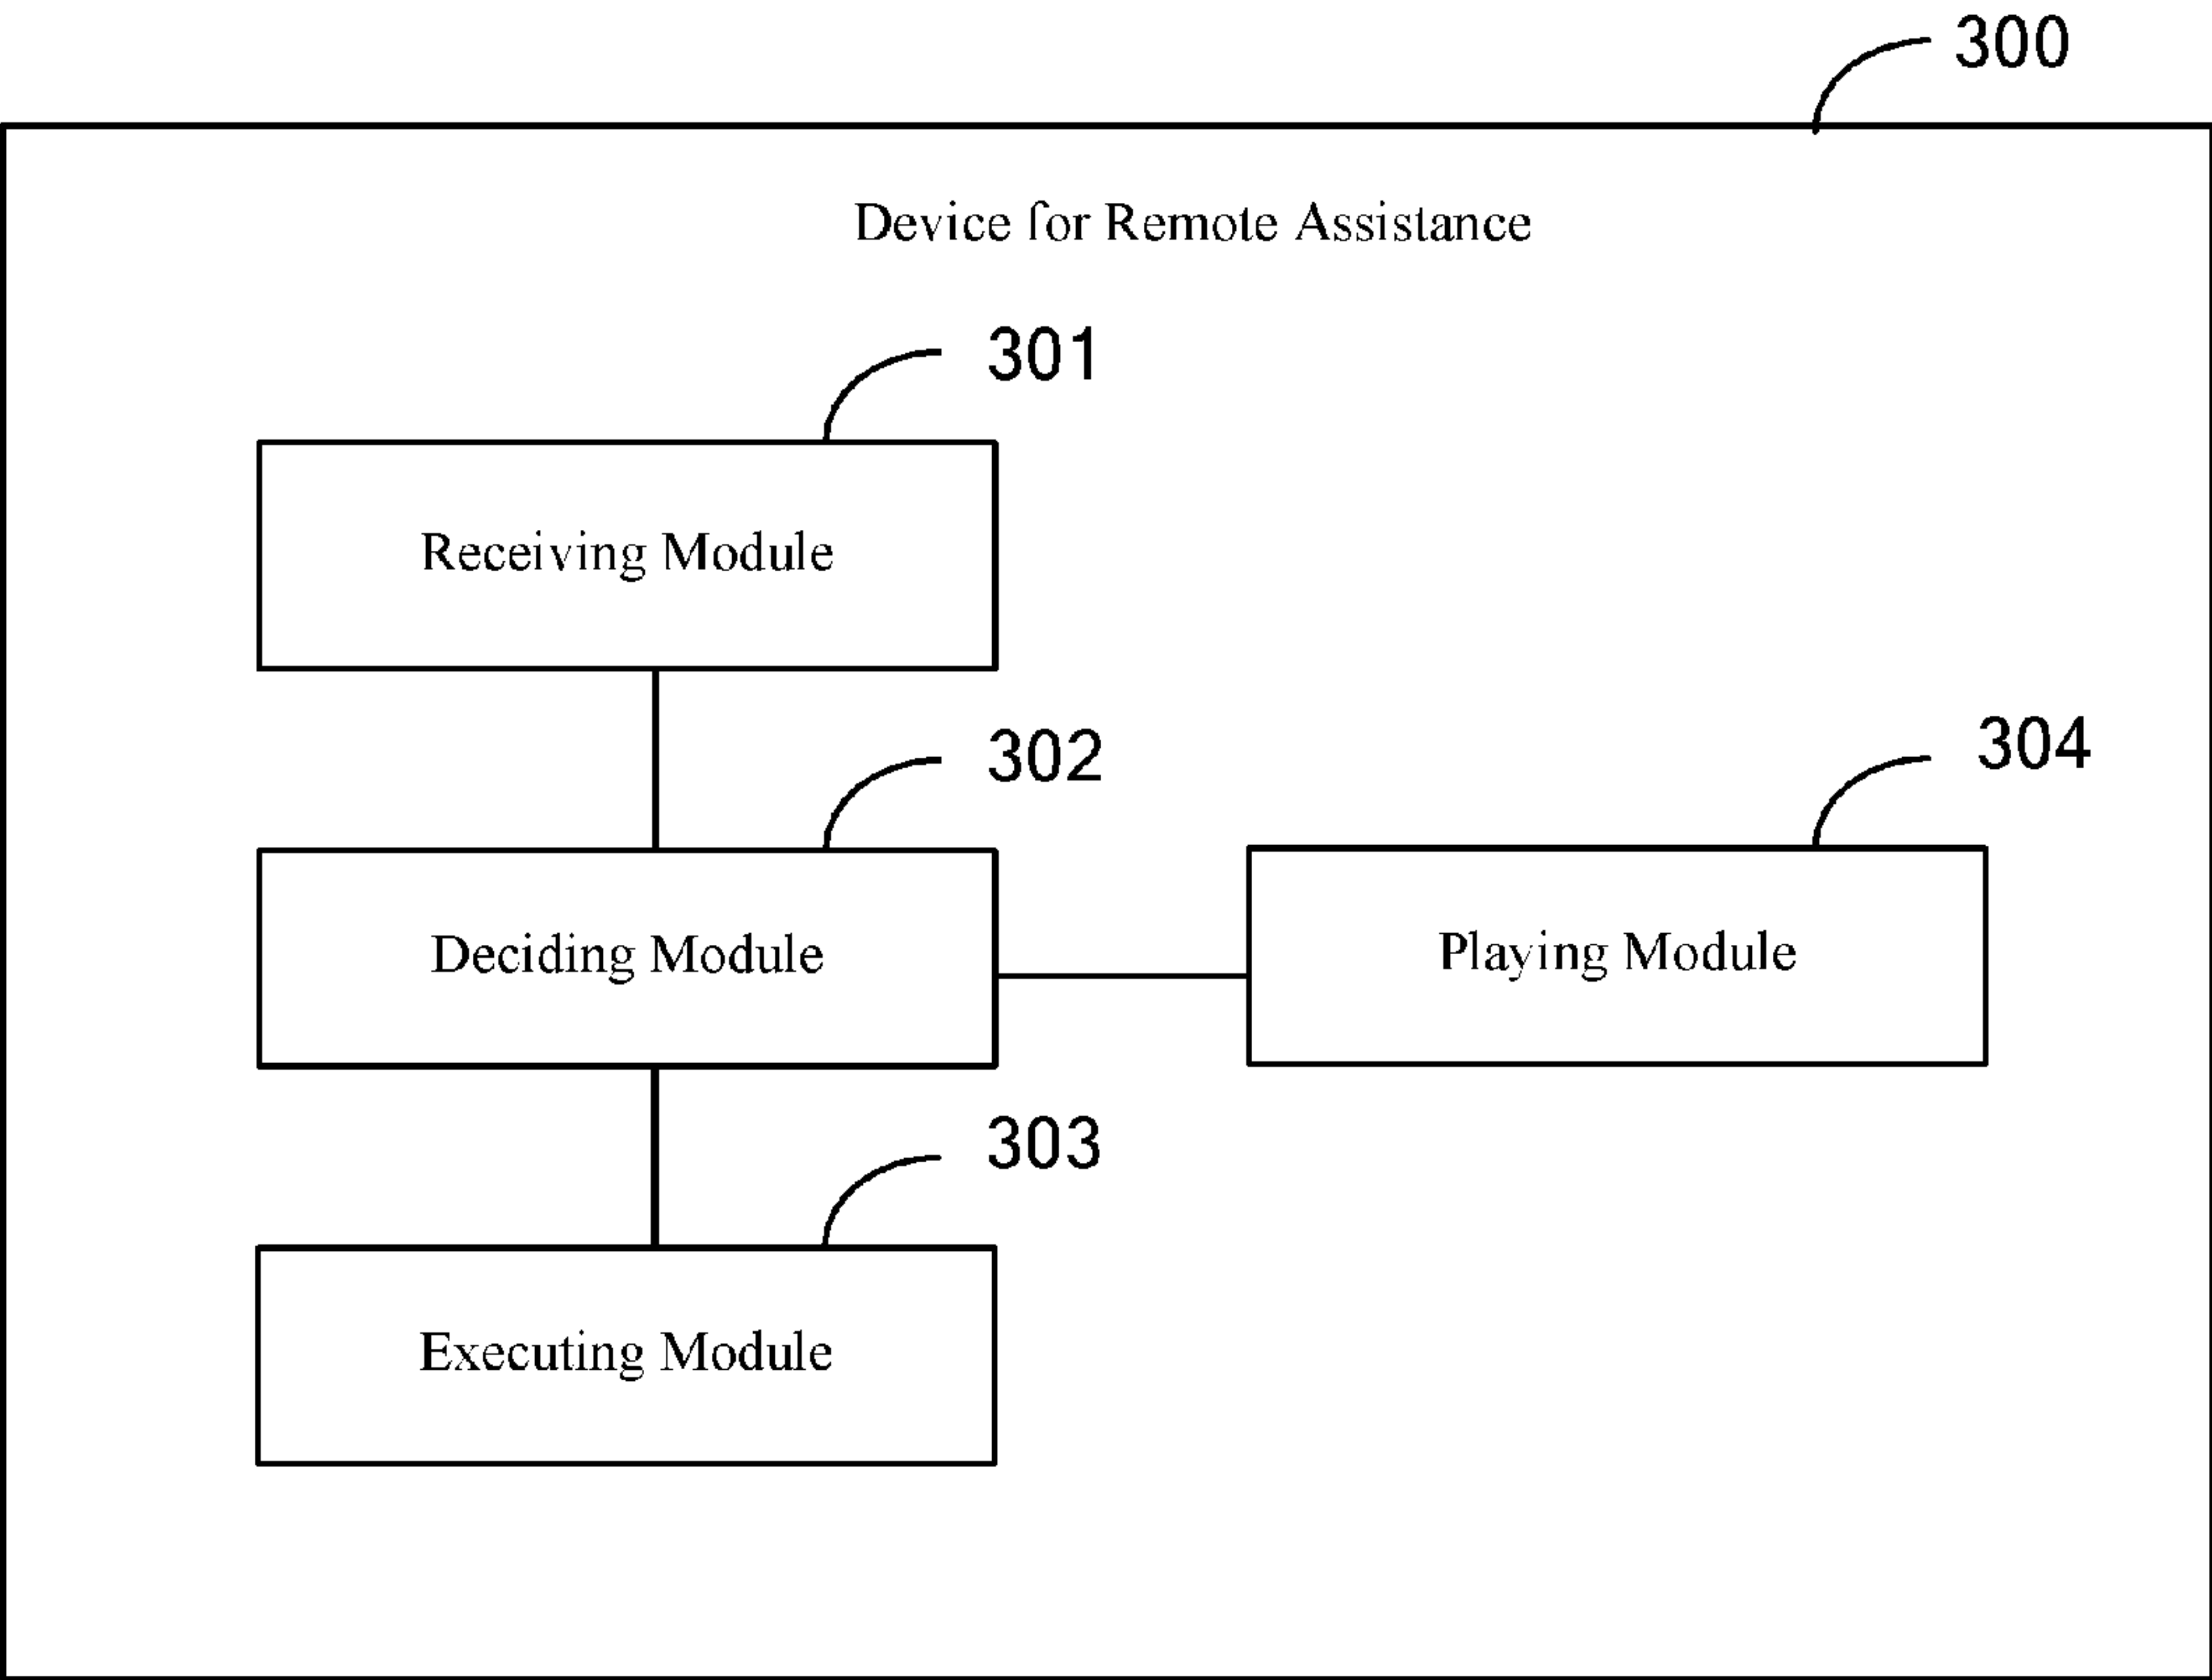 300
Device for Remote Assistance
301
Receiving Module
302
304
Deciding Module
Playing Module
303
Executing Module